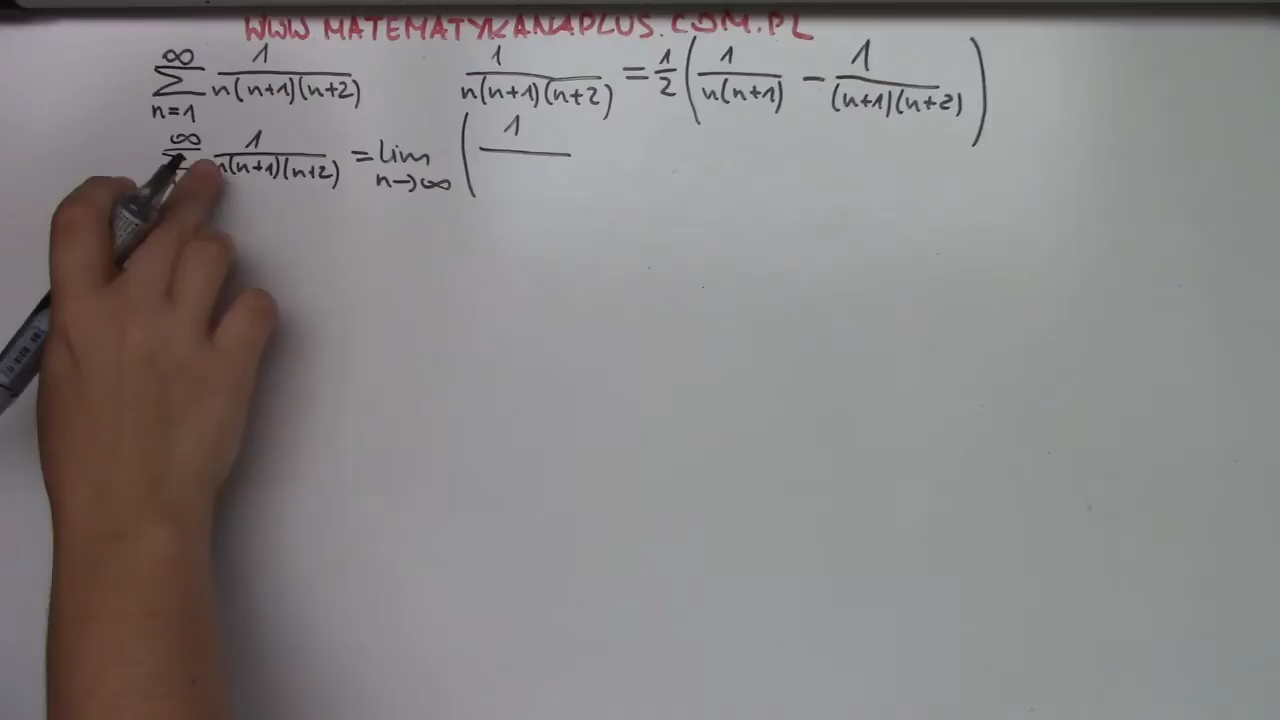 WWW.MATEMATYKANAPLUS.COM.PL
∞ ∑ n=1 1/(n(n+1)(n+2))    1/(n(n+1)(n+2)) = 1/2 (1/(n(n+1)) − 1/((n+1)(n+2)))
∞ 1/(n(n+1)(n+2)) = lim n→∞ ( 1